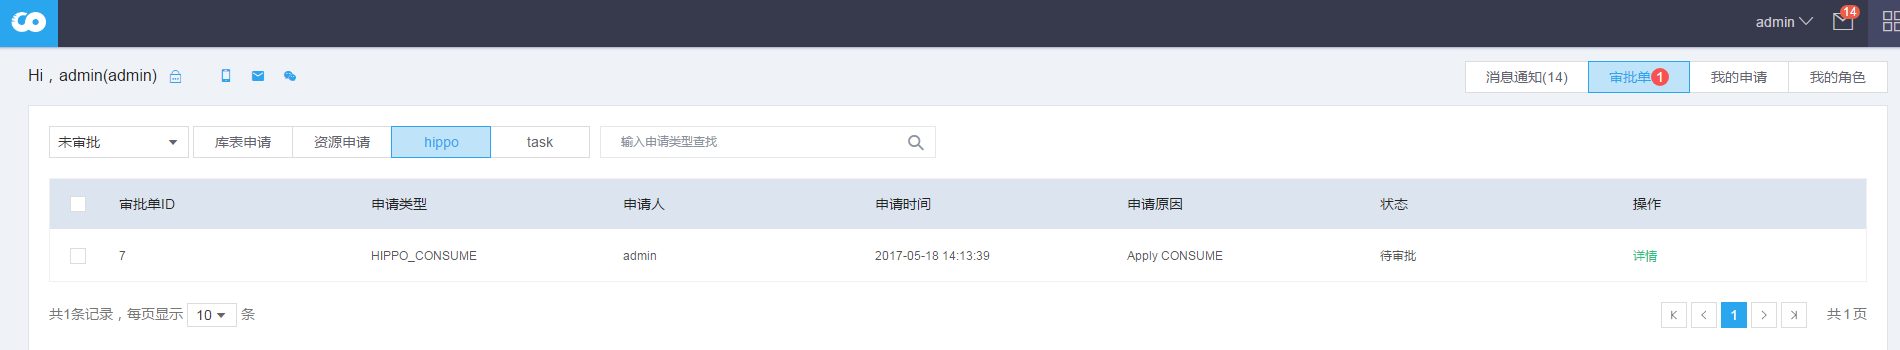 admin 14
Hi，admin(admin)
消息通知(14) 审批单1 我的申请 我的角色
未审批 库表申请 资源申请 hippo task 输入申请类型查找
审批单ID 申请类型 申请人 申请时间 申请原因 状态 操作
7 HIPPO_CONSUME admin 2017-05-18 14:13:39 Apply CONSUME 待审批 详情
共1条记录，每页显示 10 条 1 共1页